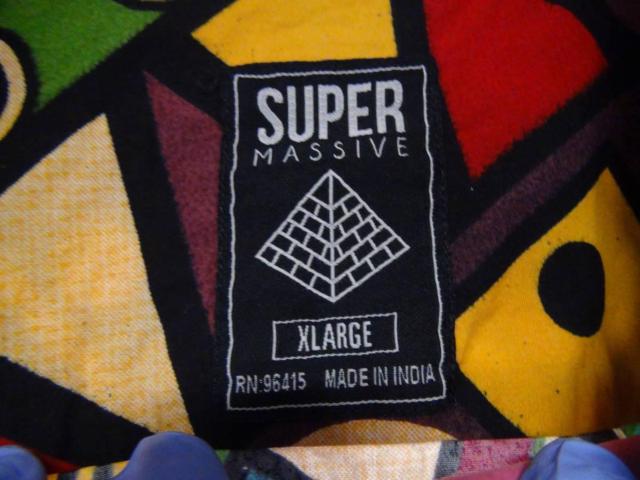 SUPER
MASSIVE
XLARGE
RN:96415 MADE IN INDIA